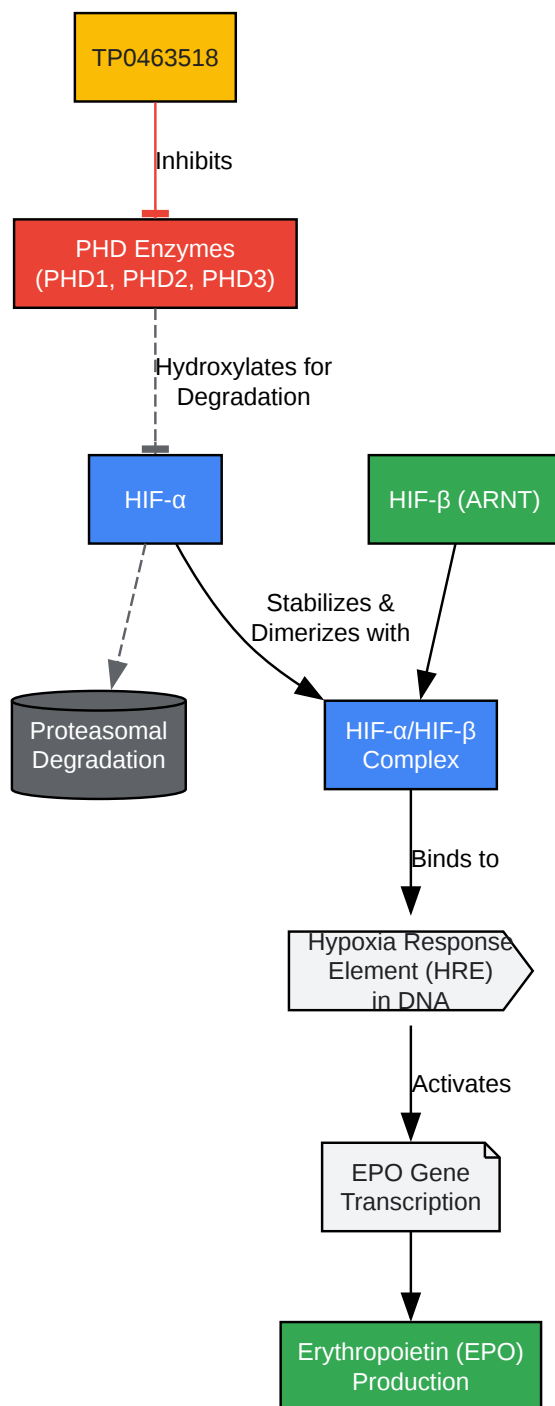 TP0463518
Inhibits
PHD Enzymes
(PHD1, PHD2, PHD3)
Hydroxylates for
Degradation
HIF-α
HIF-β (ARNT)
Stabilizes &
Dimerizes with
Proteasomal
Degradation
HIF-α/HIF-β
Complex
Binds to
Hypoxia Response
Element (HRE)
in DNA
Activates
EPO Gene
Transcription
Erythropoietin (EPO)
Production